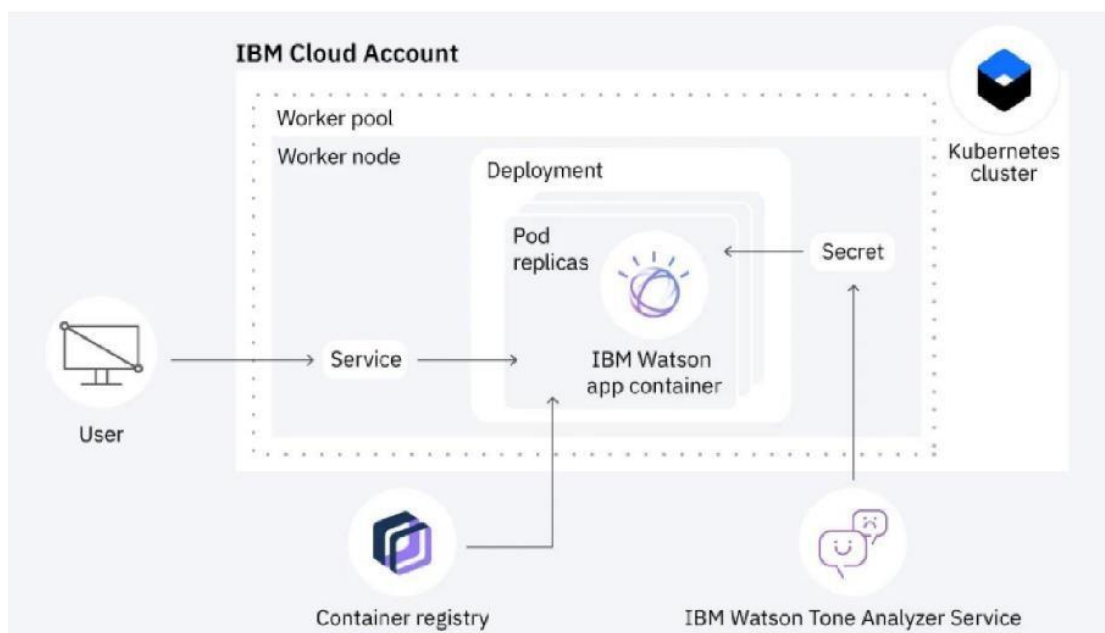 IBM Cloud Account
Worker pool
Worker node
Deployment
Kubernetes
cluster
Pod
replicas
Secret
Service
IBM Watson
app container
User
Container registry
IBM Watson Tone Analyzer Service